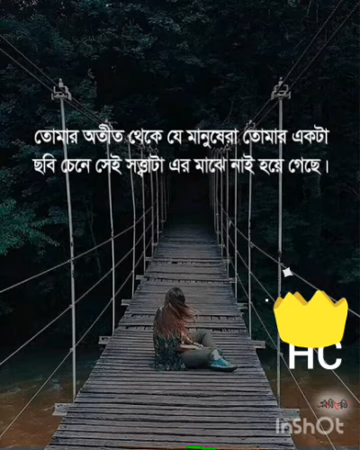 তোমার অতীত থেকে যে মানুষেরা তোমার একটা
ছবি চেনে সেই সত্ত্বাটা এর মাঝে নাই হয়ে গেছে।
HC
InShOt